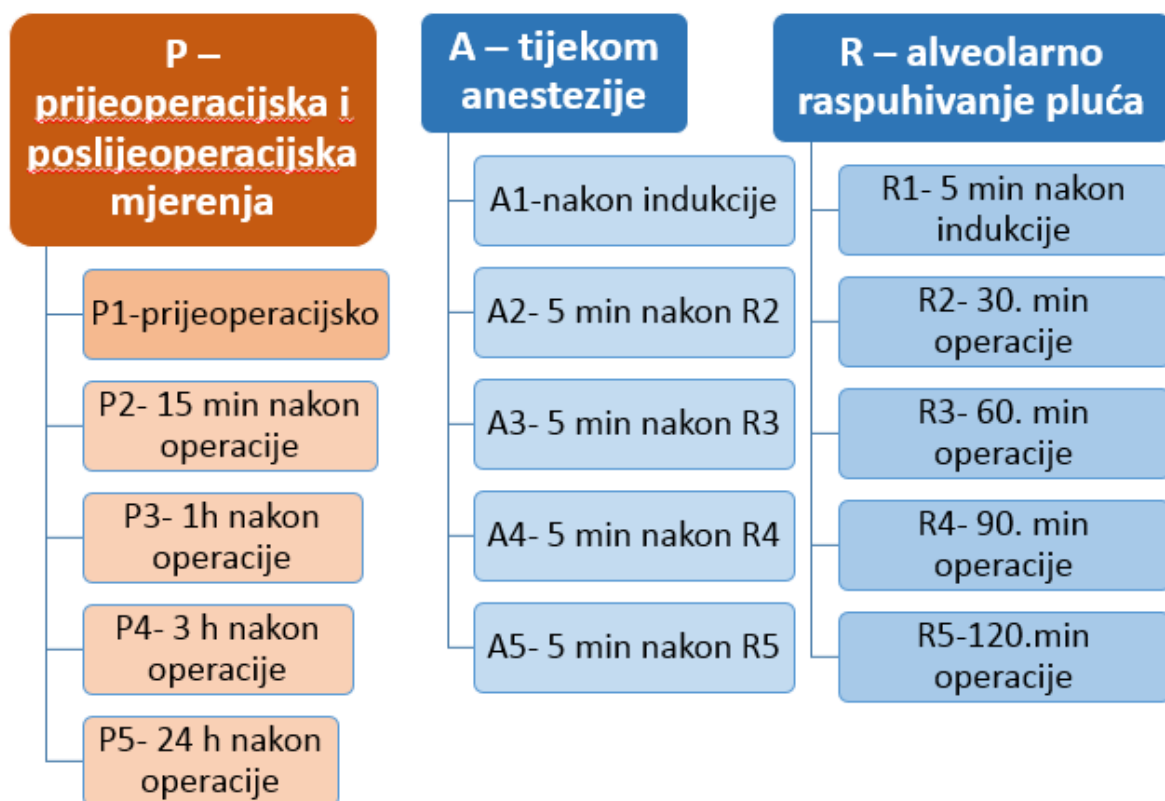 P –
prijeoperacijska i
poslijeoperacijska
mjerenja
P1-prijeoperacijsko
P2- 15 min nakon
operacije
P3- 1h nakon
operacije
P4- 3 h nakon
operacije
P5- 24 h nakon
operacije
A – tijekom
anestezije
A1-nakon indukcije
A2- 5 min nakon R2
A3- 5 min nakon R3
A4- 5 min nakon R4
A5- 5 min nakon R5
R – alveolarno
raspuhivanje pluća
R1- 5 min nakon
indukcije
R2- 30. min
operacije
R3- 60. min
operacije
R4- 90. min
operacije
R5-120.min
operacije